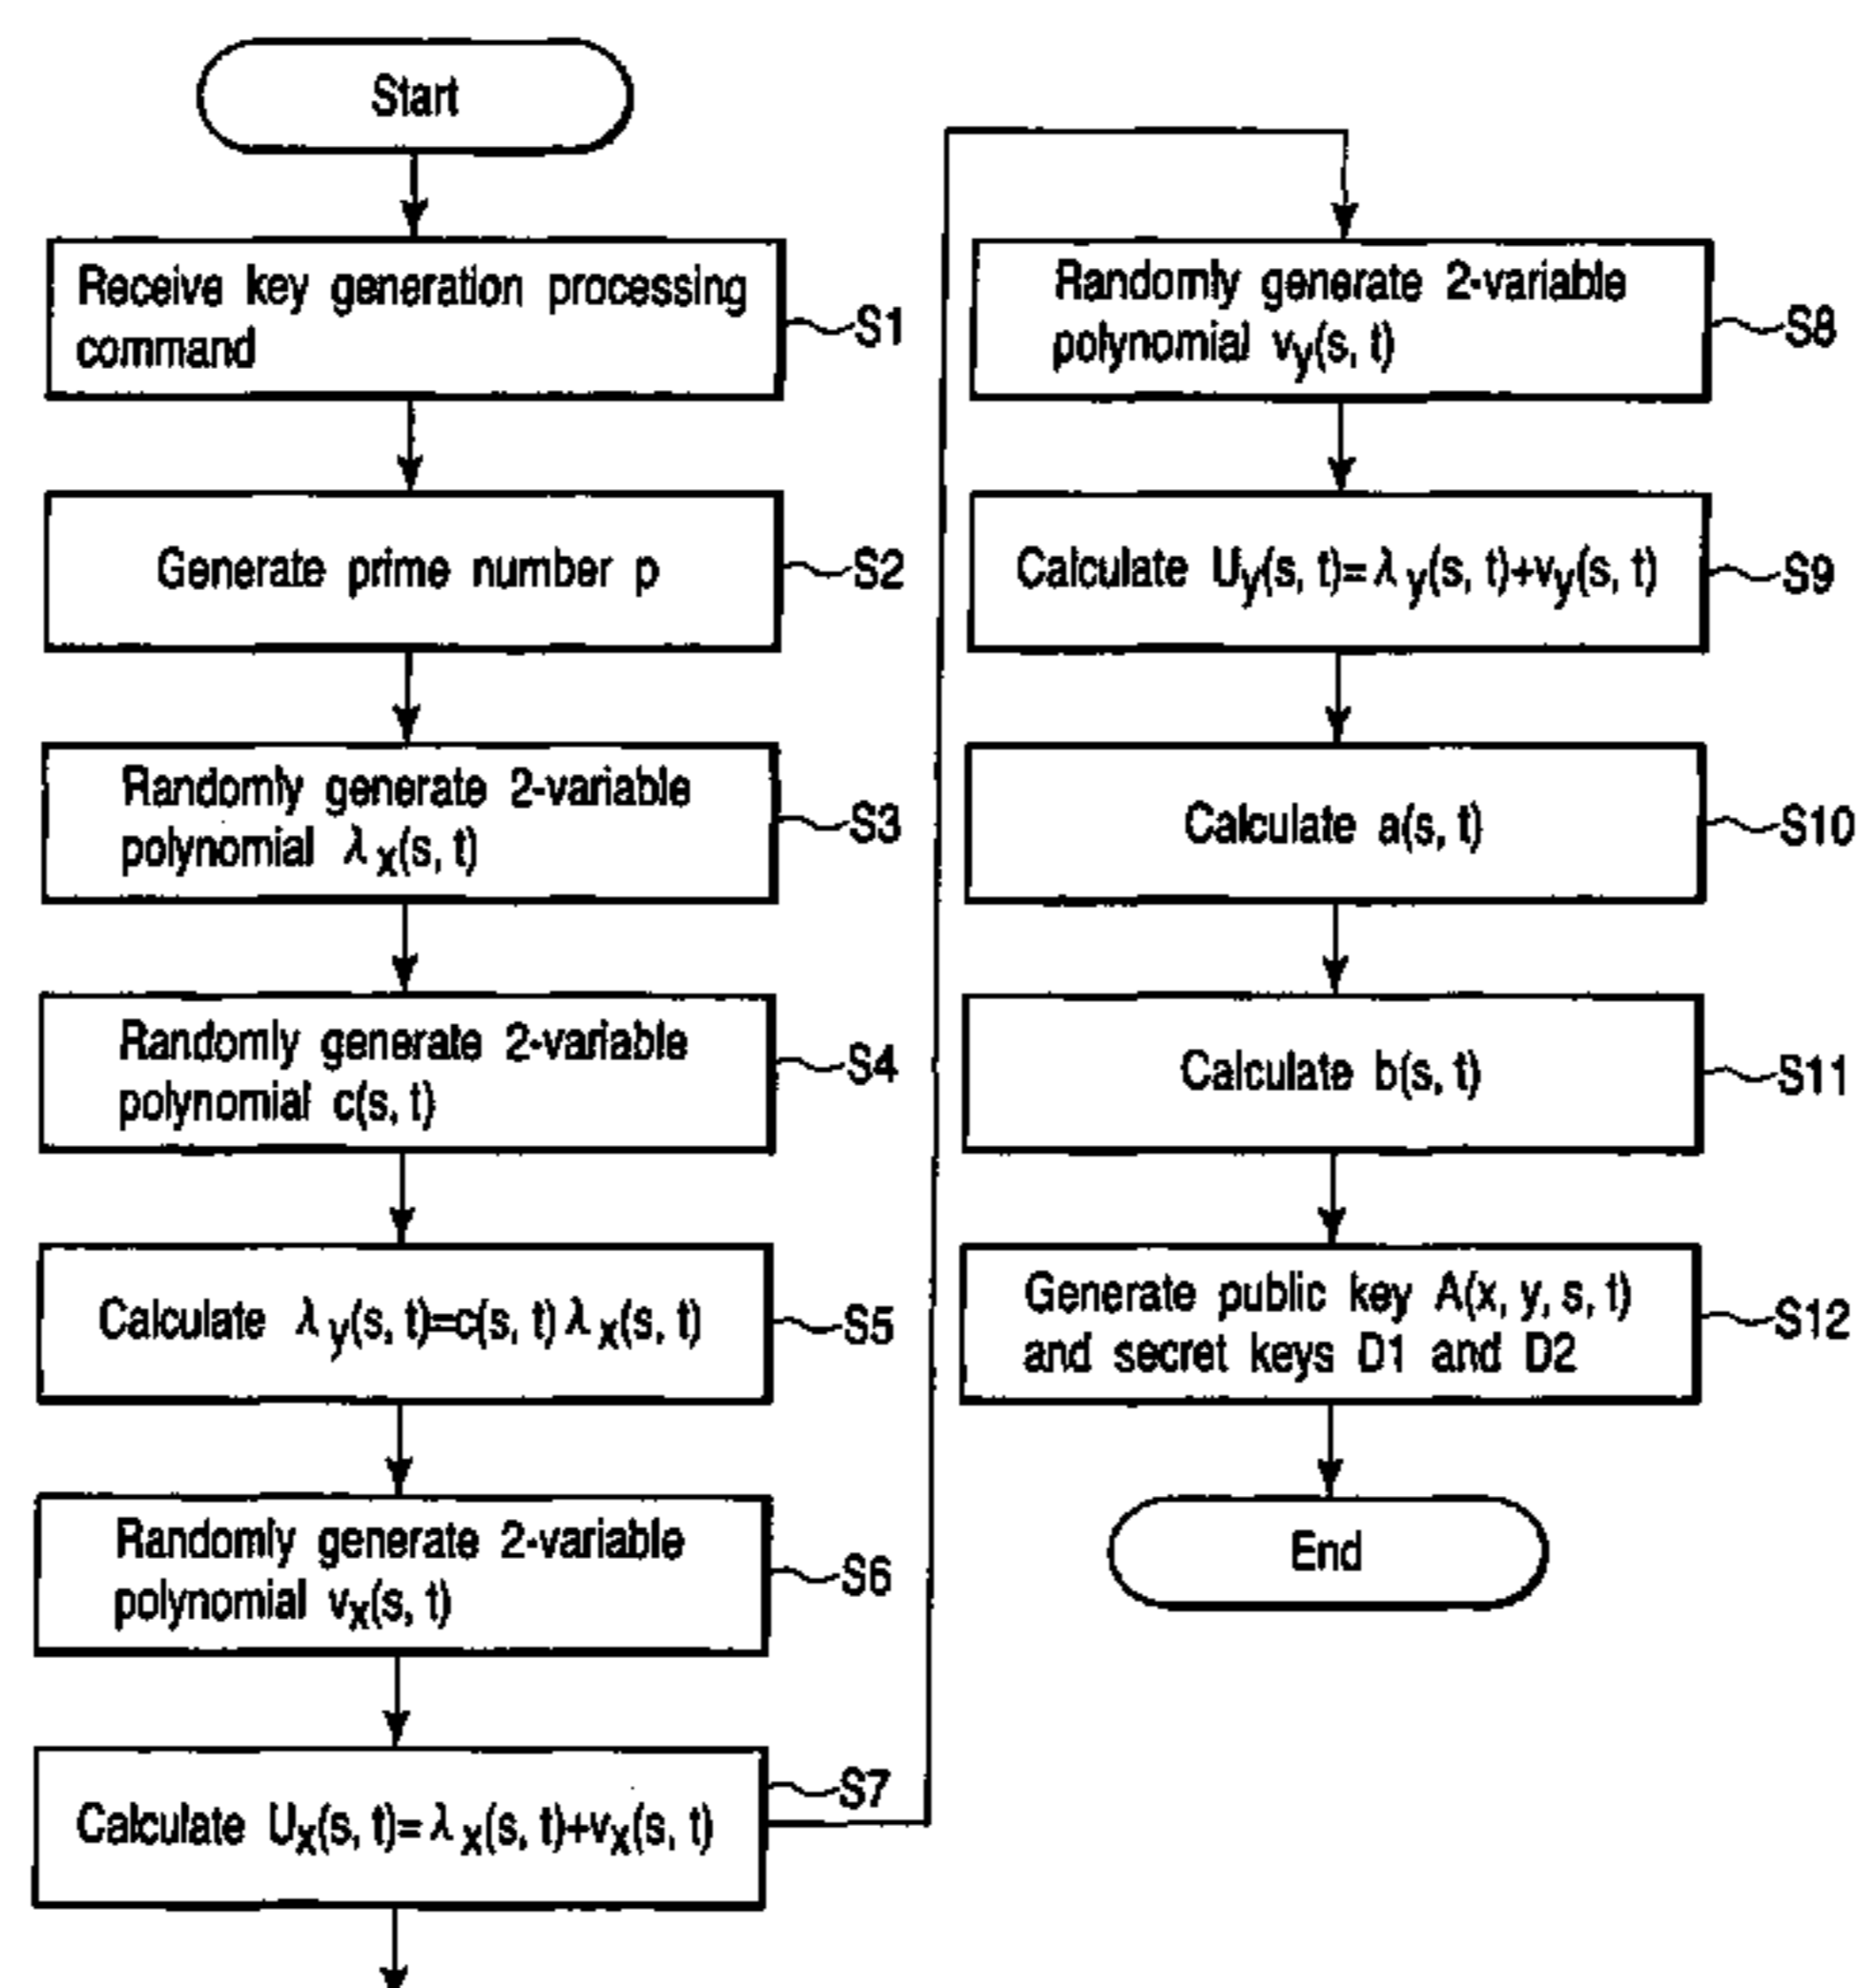 Start
Receive key generation processing
command
S1
Generate prime number p
S2
Randomly generate 2-variable
polynomial λx(s, t)
S3
Randomly generate 2-variable
polynomial c(s, t)
S4
Calculate λy(s, t)=c(s, t) λx(s, t)
S5
Randomly generate 2-variable
polynomial vx(s, t)
S6
Calculate Ux(s, t)= λx(s, t)+vx(s, t)
S7
Randomly generate 2-variable
polynomial vy(s, t)
S8
Calculate Uy(s, t)= λy(s, t)+vy(s, t)
S9
Calculate a(s, t)
S10
Calculate b(s, t)
S11
Generate public key A(x, y, s, t)
and secret keys D1 and D2
S12
End